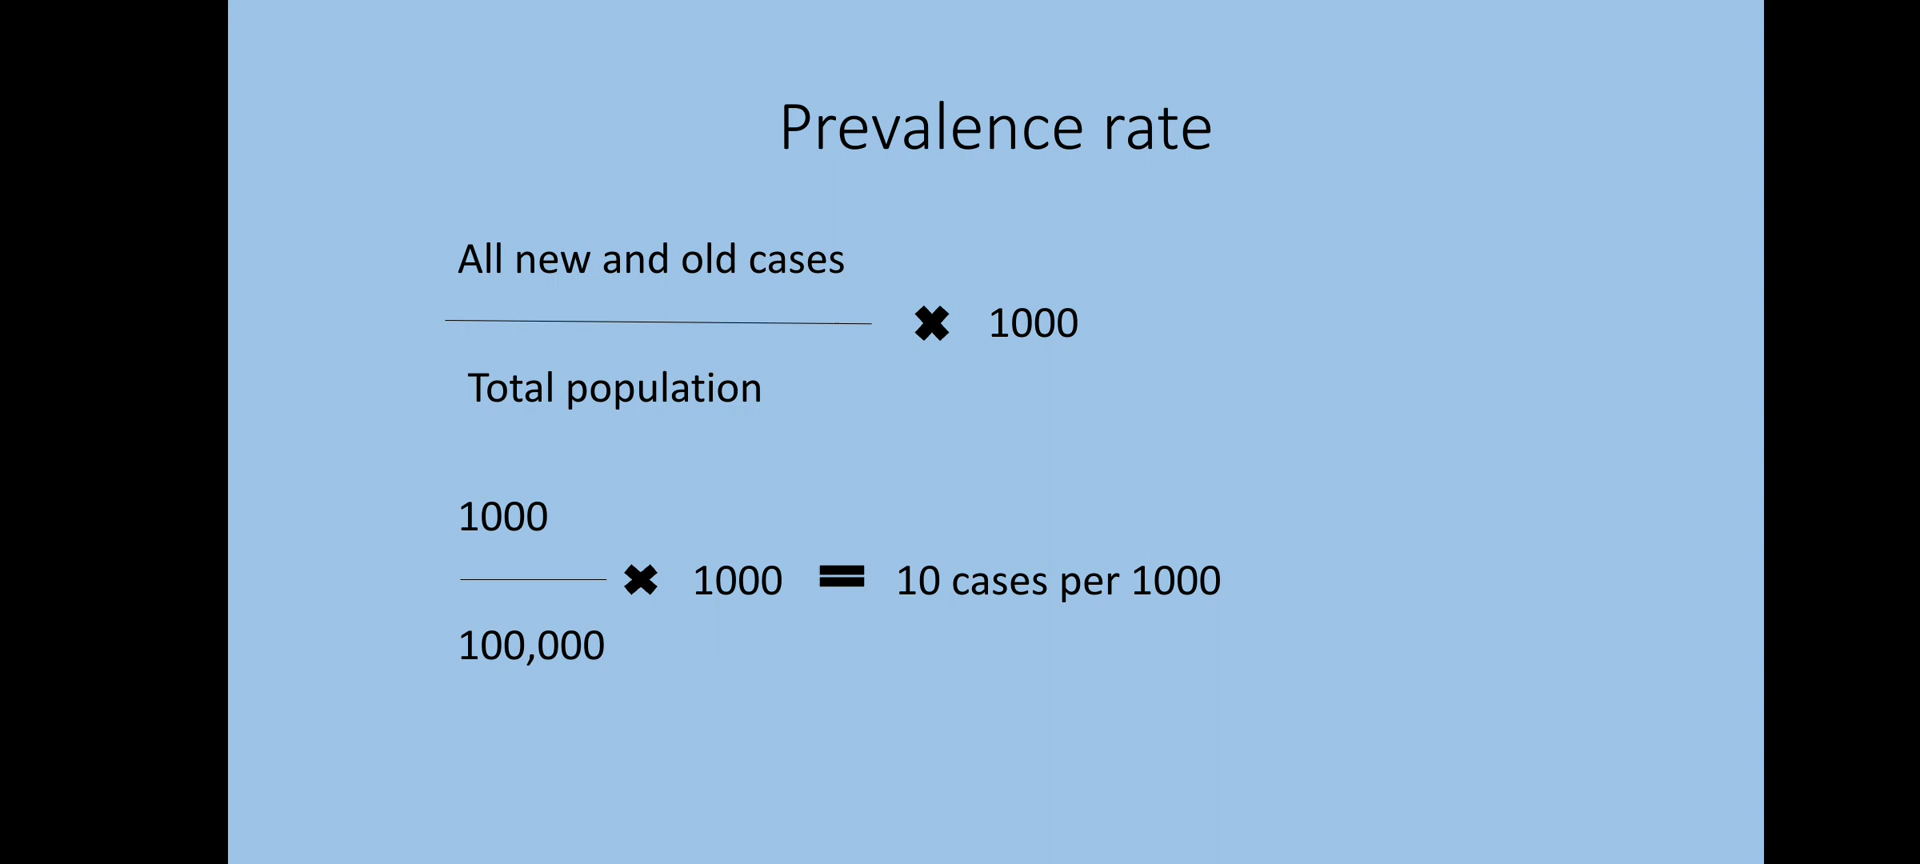 Prevalence rate
All new and old cases
✖ 1000
Total population
1000
✖ 1000 = 10 cases per 1000
100,000